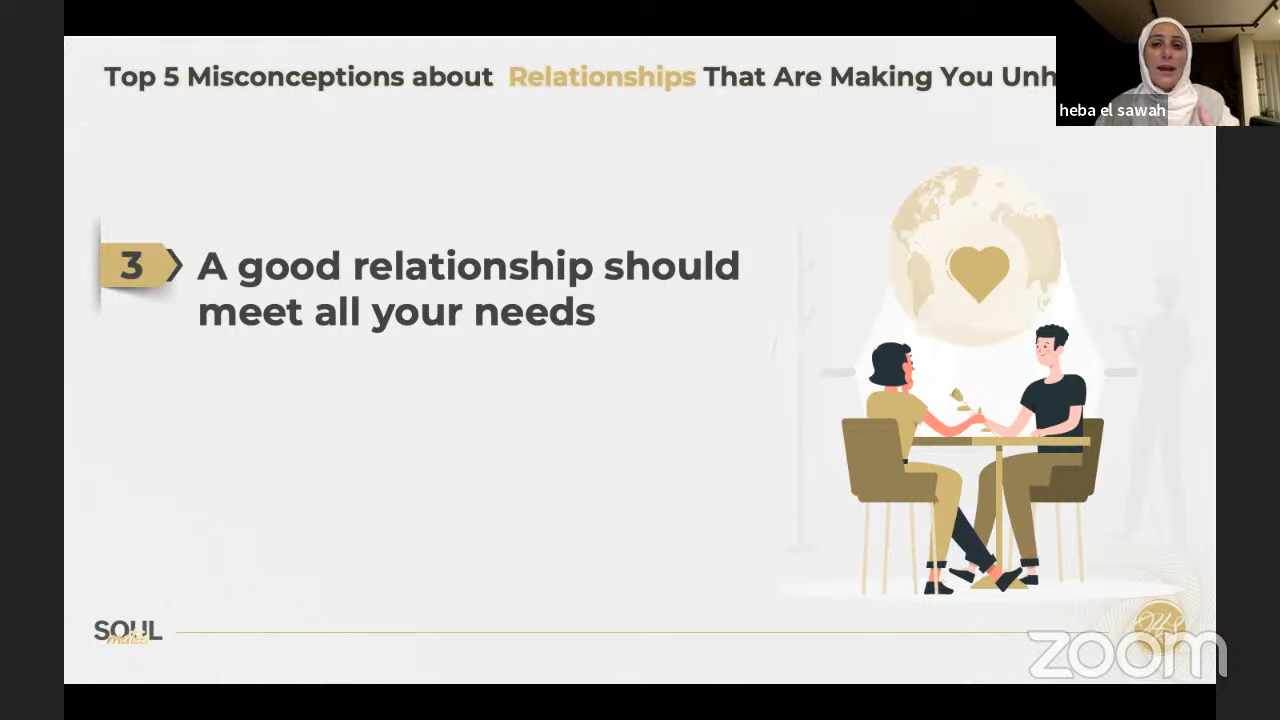 Top 5 Misconceptions about Relationships That Are Making You Unh
heba el sawah
3
A good relationship should
meet all your needs
SOUL
mates
zoom